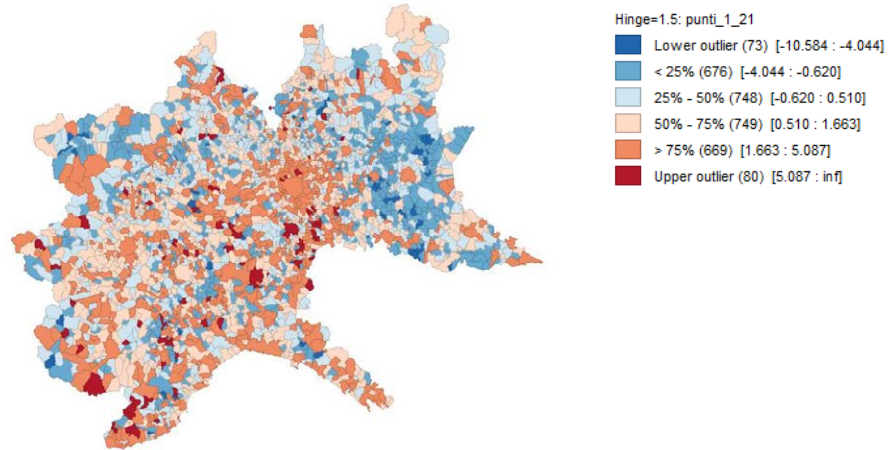 Hinge=1.5: punti_1_21
Lower outlier (73) [-10.584 : -4.044]
< 25% (676) [-4.044 : -0.620]
25% - 50% (748) [-0.620 : 0.510]
50% - 75% (749) [0.510 : 1.663]
> 75% (669) [1.663 : 5.087]
Upper outlier (80) [5.087 : inf]